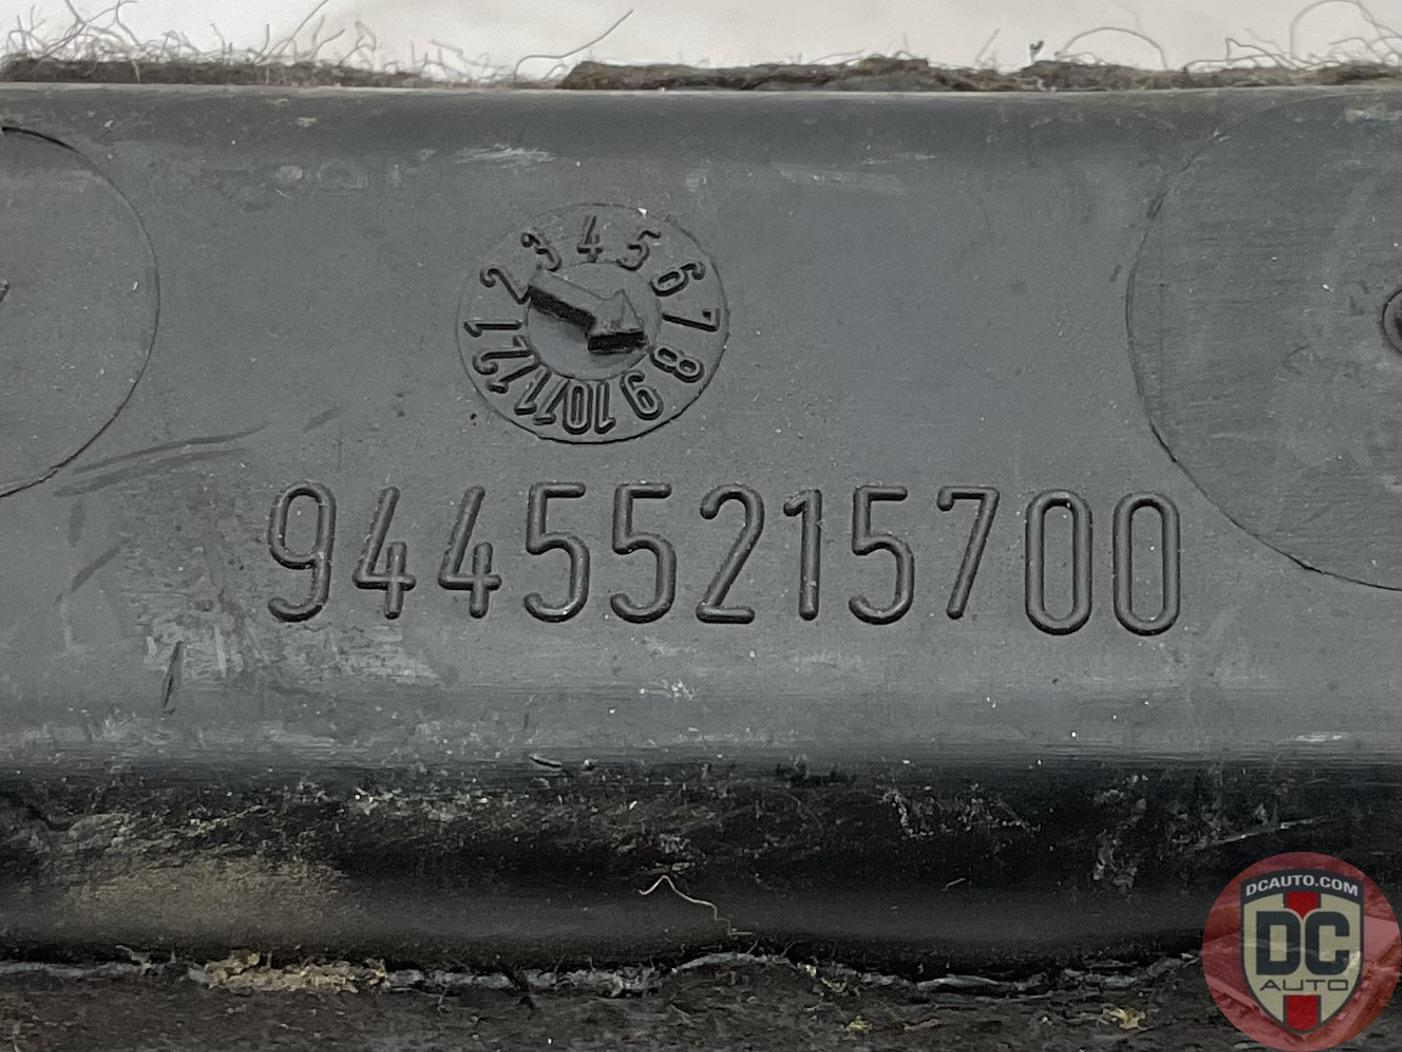 1 2 3 4 5 6 7 8 9 10 11 12
94455215700
DCAUTO.COM
DC
AUTO